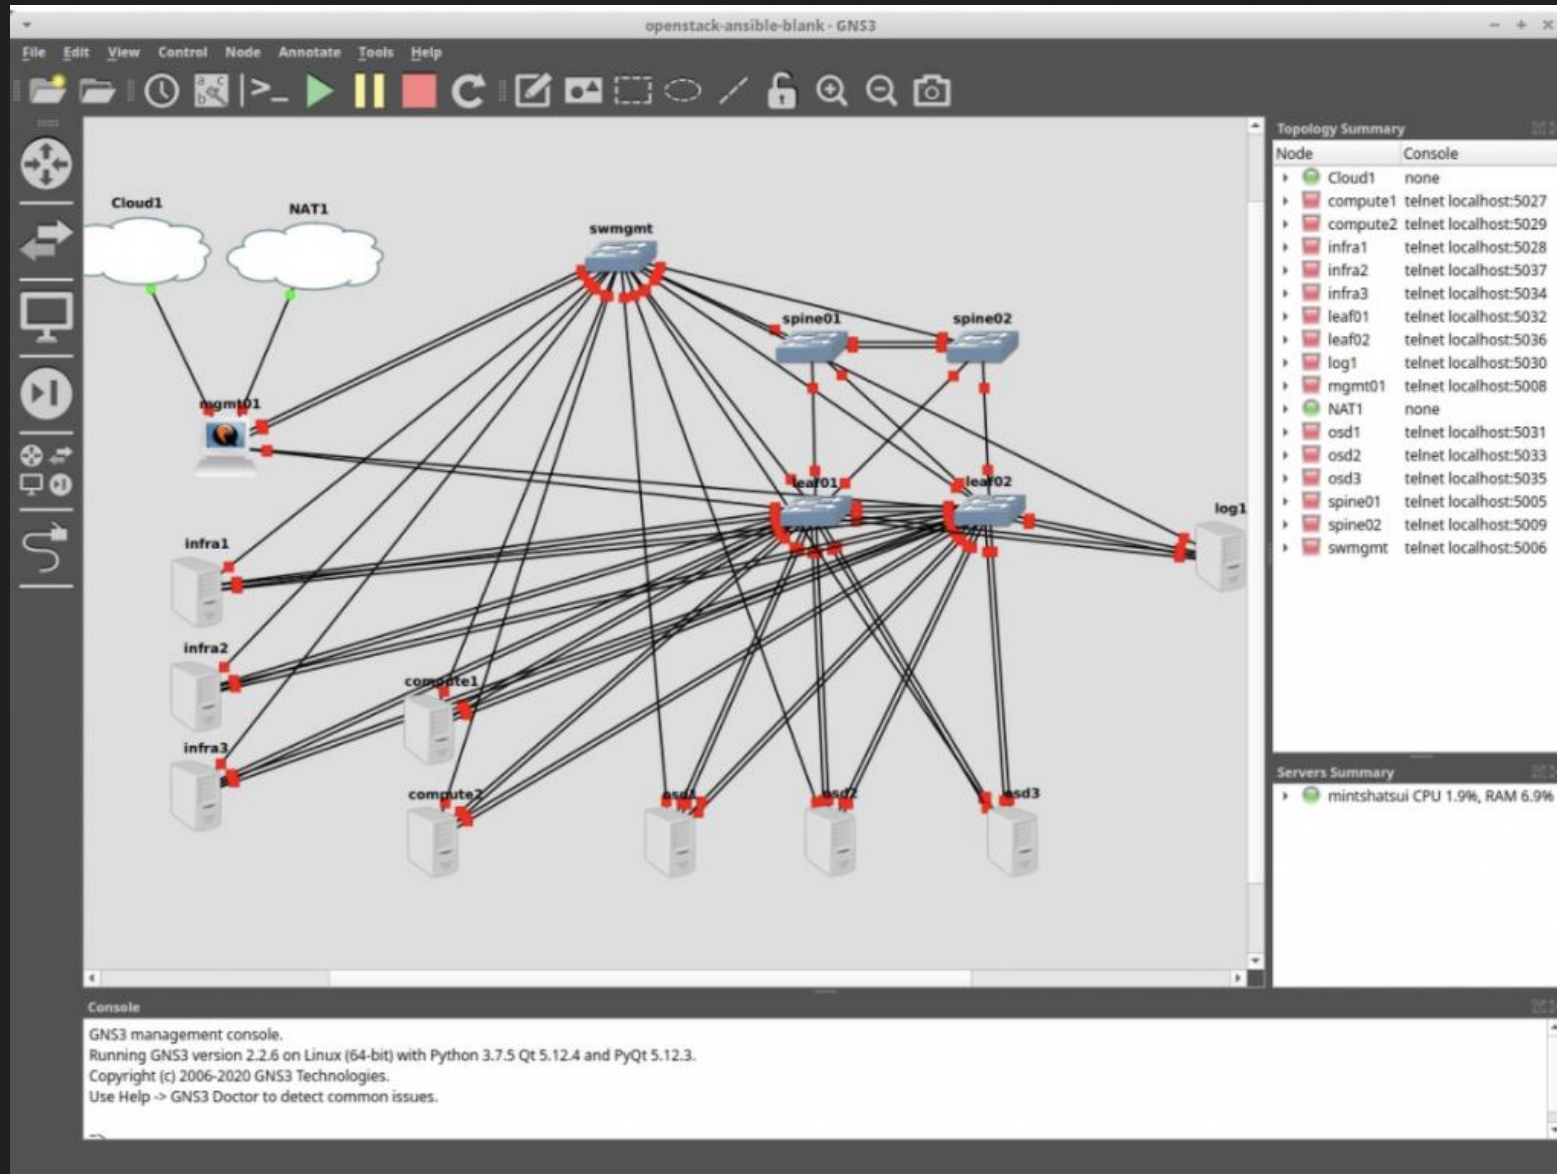 openstack-ansible-blank - GNS3
File Edit View Control Node Annotate Tools Help
Topology Summary
Node Console
Cloud1 none
compute1 telnet localhost:5027
compute2 telnet localhost:5029
infra1 telnet localhost:5028
infra2 telnet localhost:5037
infra3 telnet localhost:5034
leaf01 telnet localhost:5032
leaf02 telnet localhost:5036
log1 telnet localhost:5030
mgmt01 telnet localhost:5008
NAT1 none
osd1 telnet localhost:5031
osd2 telnet localhost:5033
osd3 telnet localhost:5035
spine01 telnet localhost:5005
spine02 telnet localhost:5009
swmgmt telnet localhost:5006
Cloud1
NAT1
swmgmt
spine01
spine02
mgmt01
leaf01
leaf02
log1
infra1
infra2
compute1
infra3
compute2
osd1
osd2
osd3
Servers Summary
mintshatsui CPU 1.9%, RAM 6.9%
Console
GNS3 management console.
Running GNS3 version 2.2.6 on Linux (64-bit) with Python 3.7.5 Qt 5.12.4 and PyQt 5.12.3.
Copyright (c) 2006-2020 GNS3 Technologies.
Use Help -> GNS3 Doctor to detect common issues.
=>